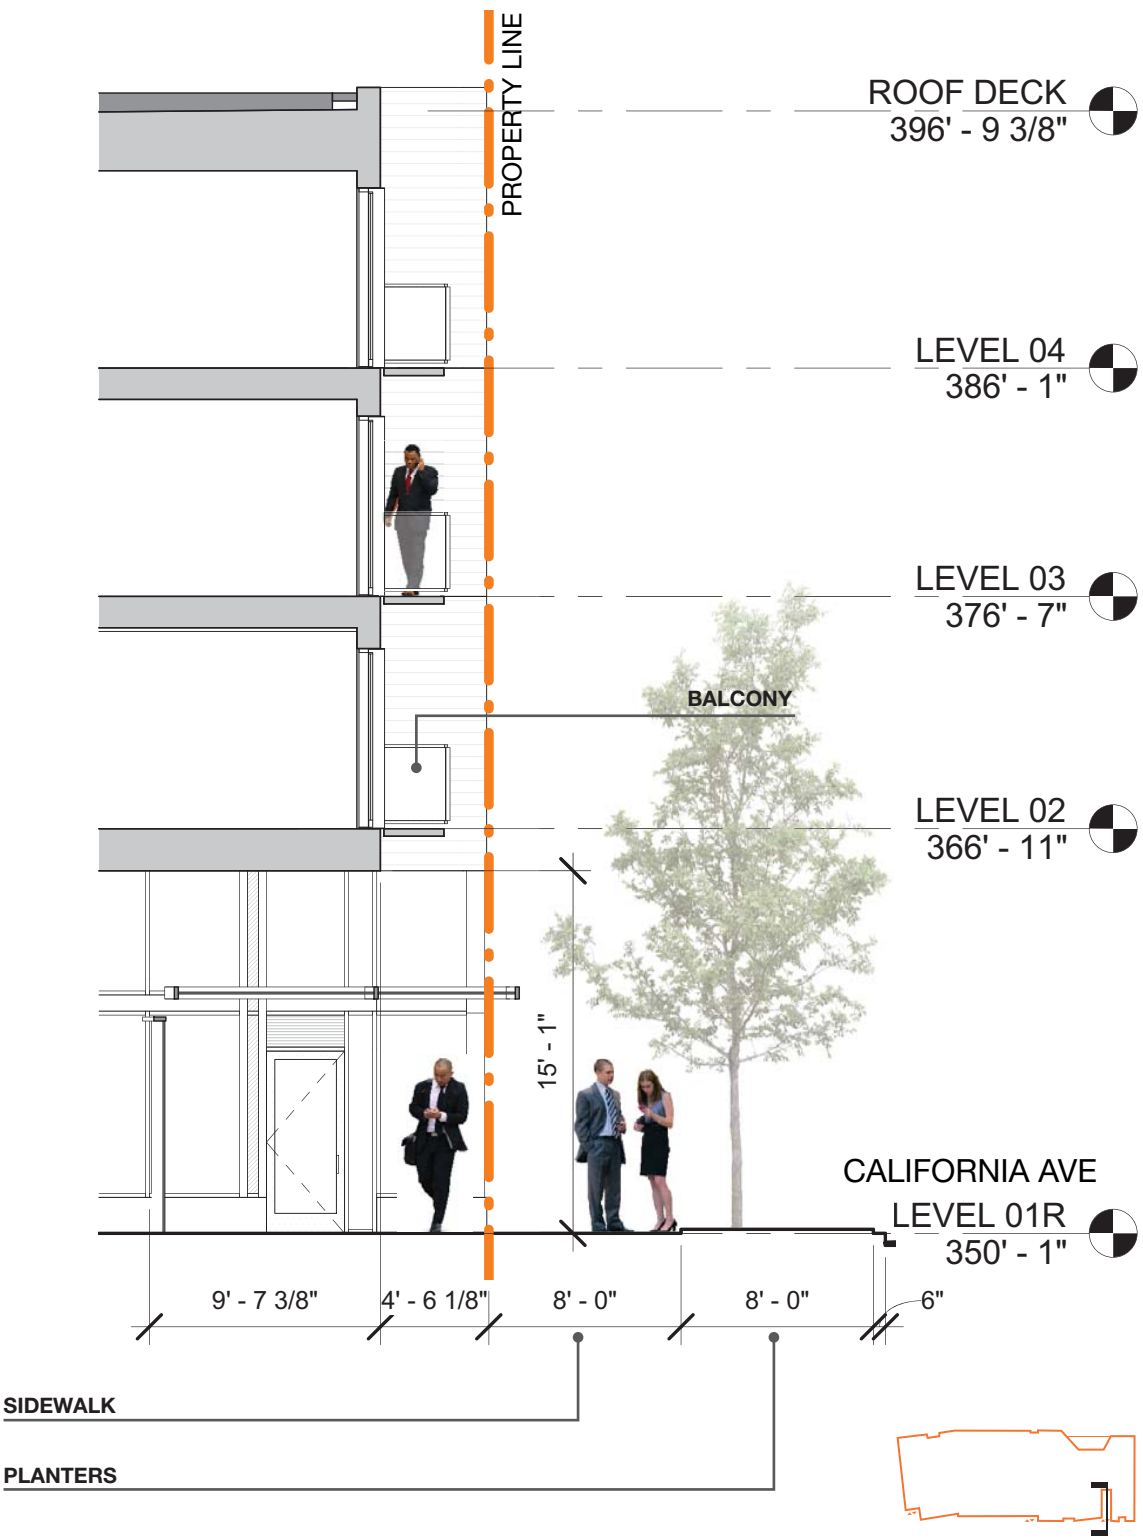 PROPERTY LINE
ROOF DECK
396' - 9 3/8"
LEVEL 04
386' - 1"
LEVEL 03
376' - 7"
BALCONY
LEVEL 02
366' - 11"
15' - 1"
CALIFORNIA AVE
LEVEL 01R
350' - 1"
9' - 7 3/8"
4' - 6 1/8"
8' - 0"
8' - 0"
6"
SIDEWALK
PLANTERS